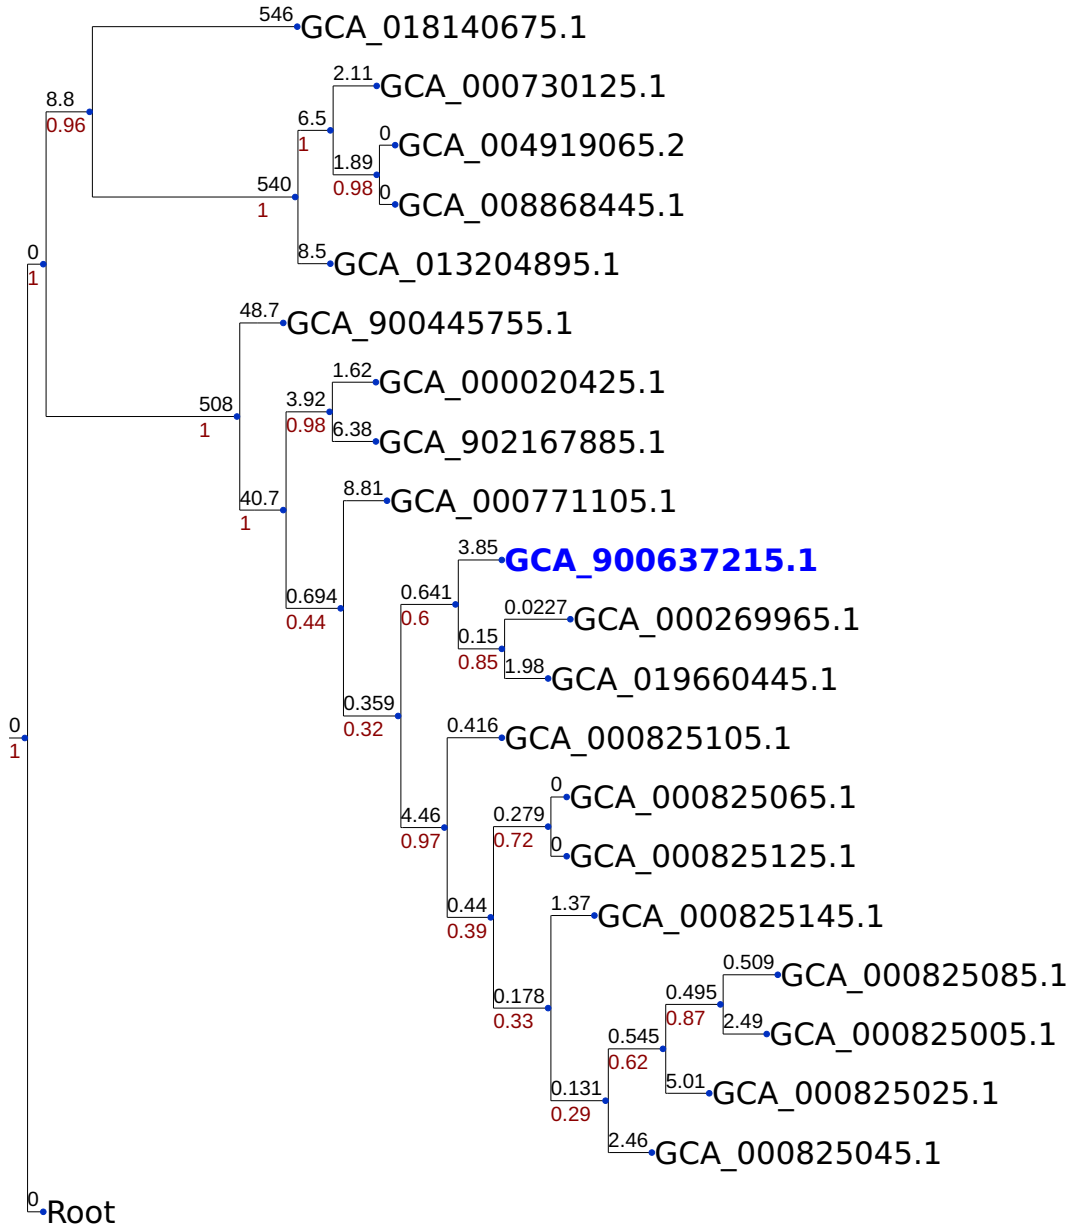 546 GCA_018140675.1
2.11 GCA_000730125.1
8.8
0.96
6.5
1
0 GCA_004919065.2
1.89
0.98
540
1
0 GCA_008868445.1
0
1
8.5 GCA_013204895.1
48.7 GCA_900445755.1
1.62 GCA_000020425.1
508
1
3.92
0.98
6.38 GCA_902167885.1
40.7
1
8.81 GCA_000771105.1
3.85 GCA_900637215.1
0.694
0.44
0.641
0.6
0.0227 GCA_000269965.1
0.15
0.85
1.98 GCA_019660445.1
0.359
0.32
0
1
0.416 GCA_000825105.1
0 GCA_000825065.1
4.46
0.97
0.279
0.72
0 GCA_000825125.1
0.44
0.39
1.37 GCA_000825145.1
0.509 GCA_000825085.1
0.178
0.33
0.495
0.87
2.49 GCA_000825005.1
0.545
0.62
5.01 GCA_000825025.1
0.131
0.29
2.46 GCA_000825045.1
0 Root